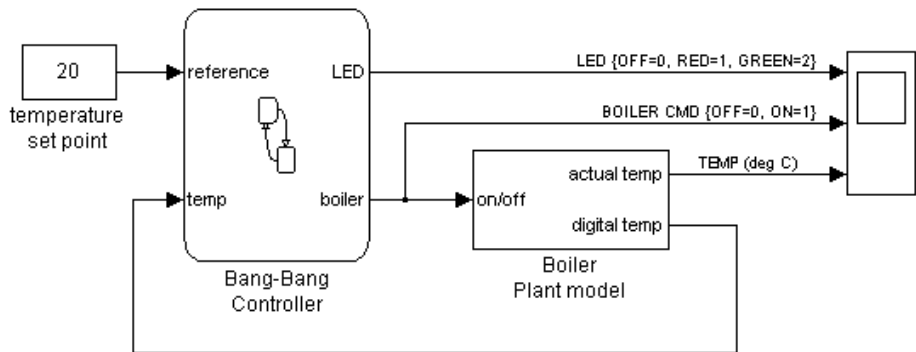 20
temperature
set point
reference
LED
temp
boiler
Bang-Bang
Controller
LED {OFF=0, RED=1, GREEN=2}
BOILER CMD {OFF=0, ON=1}
TEMP (deg C)
on/off
actual temp
digital temp
Boiler
Plant model